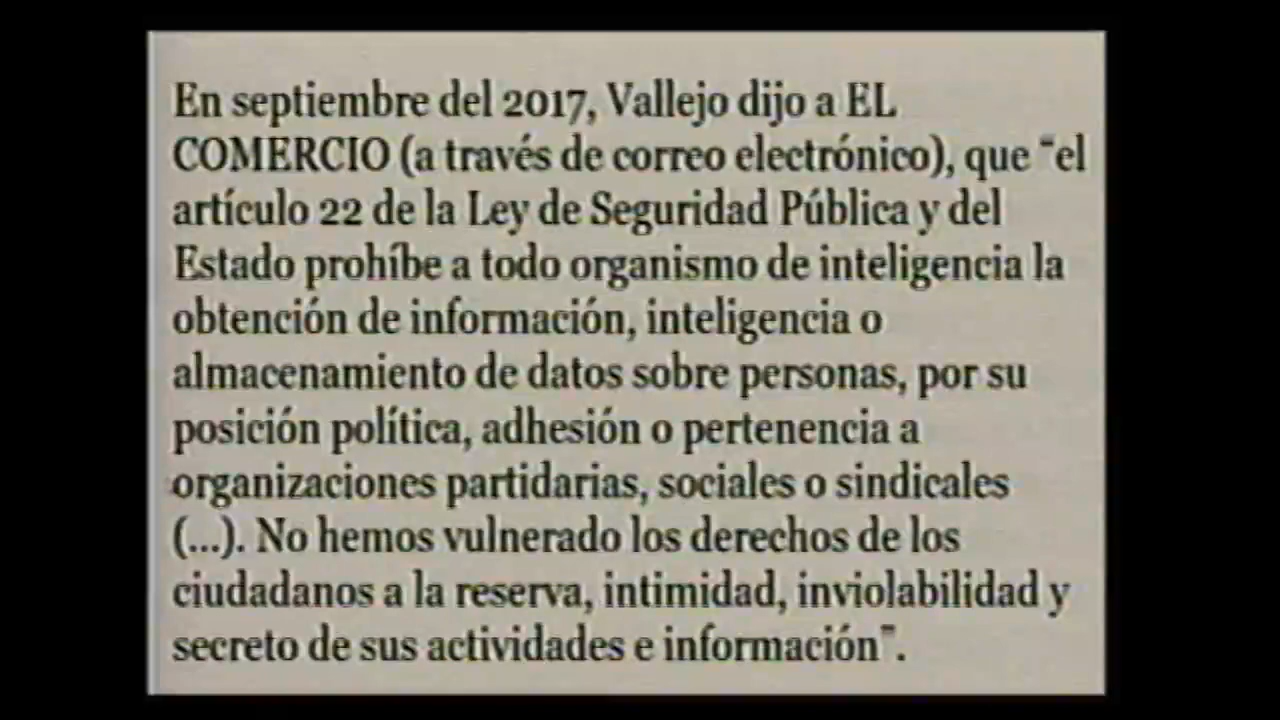 En septiembre del 2017, Vallejo dijo a EL
COMERCIO (a través de correo electrónico), que “el
artículo 22 de la Ley de Seguridad Pública y del
Estado prohíbe a todo organismo de inteligencia la
obtención de información, inteligencia o
almacenamiento de datos sobre personas, por su
posición política, adhesión o pertenencia a
organizaciones partidarias, sociales o sindicales
(...). No hemos vulnerado los derechos de los
ciudadanos a la reserva, intimidad, inviolabilidad y
secreto de sus actividades e información”.